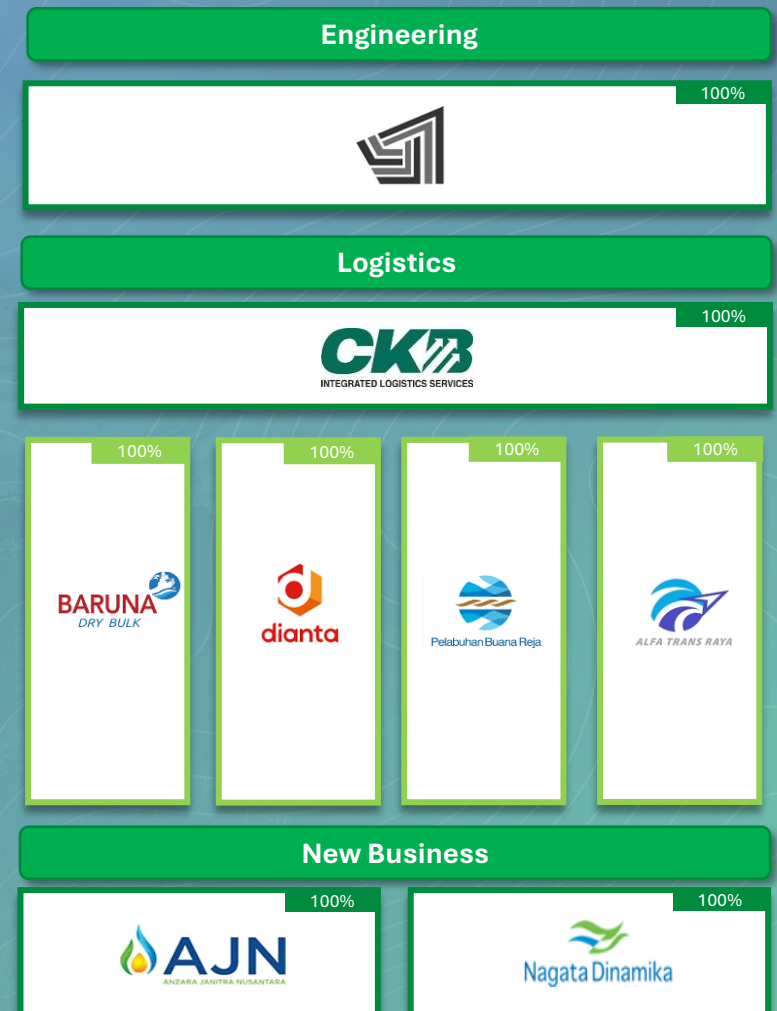 Engineering
100%
Logistics
100%
CKB
INTEGRATED LOGISTICS SERVICES
100%
BARUNA
DRY BULK
100%
dianta
100%
Pelabuhan Buana Reja
100%
ALFA TRANS RAYA
New Business
100%
AJN
ANZARA JANITRA NUSANTARA
100%
Nagata Dinamika